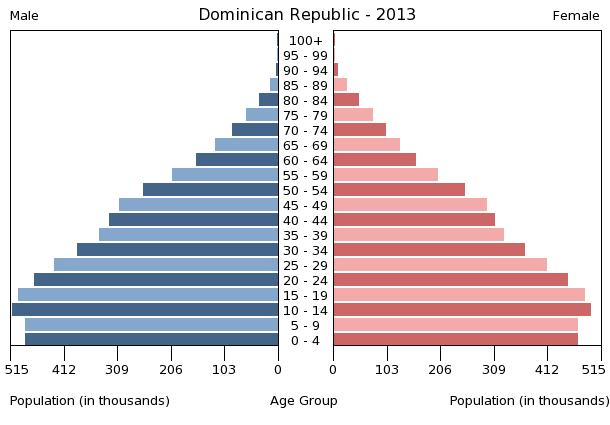 Dominican Republic - 2013
Male
Female
100+
95 - 99
90 - 94
85 - 89
80 - 84
75 - 79
70 - 74
65 - 69
60 - 64
55 - 59
50 - 54
45 - 49
40 - 44
35 - 39
30 - 34
25 - 29
20 - 24
15 - 19
10 - 14
5 - 9
0 - 4
515 412 309 206 103 0 0 103 206 309 412 515
Population (in thousands) Age Group Population (in thousands)